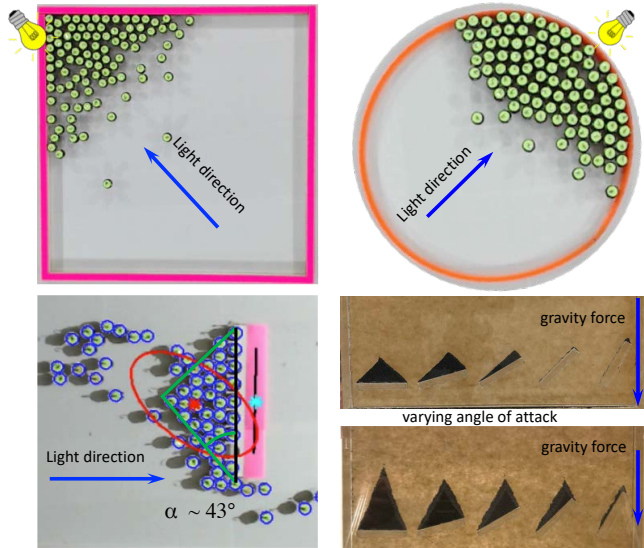 Light direction
Light direction
Light direction
α ~ 43°
gravity force
varying angle of attack
gravity force